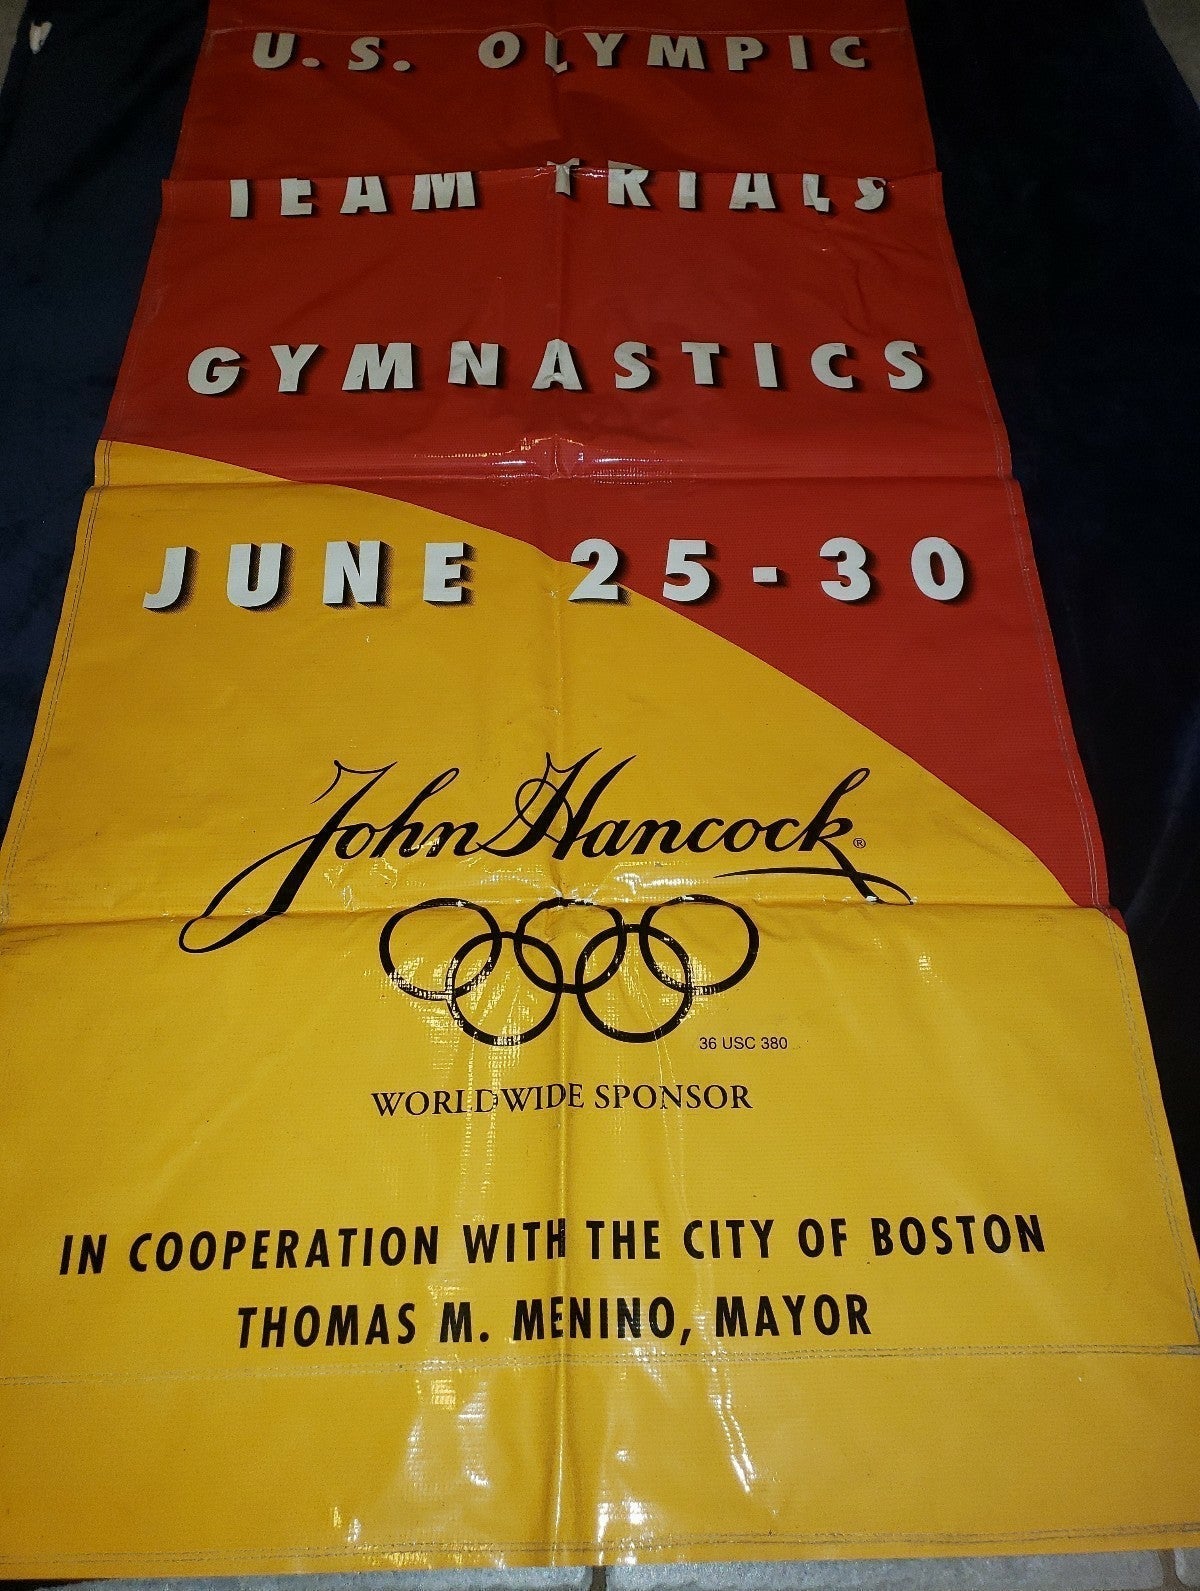 U.S. OLYMPIC
TEAM TRIALS
GYMNASTICS
JUNE 25-30
John Hancock®
36 USC 380
WORLDWIDE SPONSOR
IN COOPERATION WITH THE CITY OF BOSTON
THOMAS M. MENINO, MAYOR